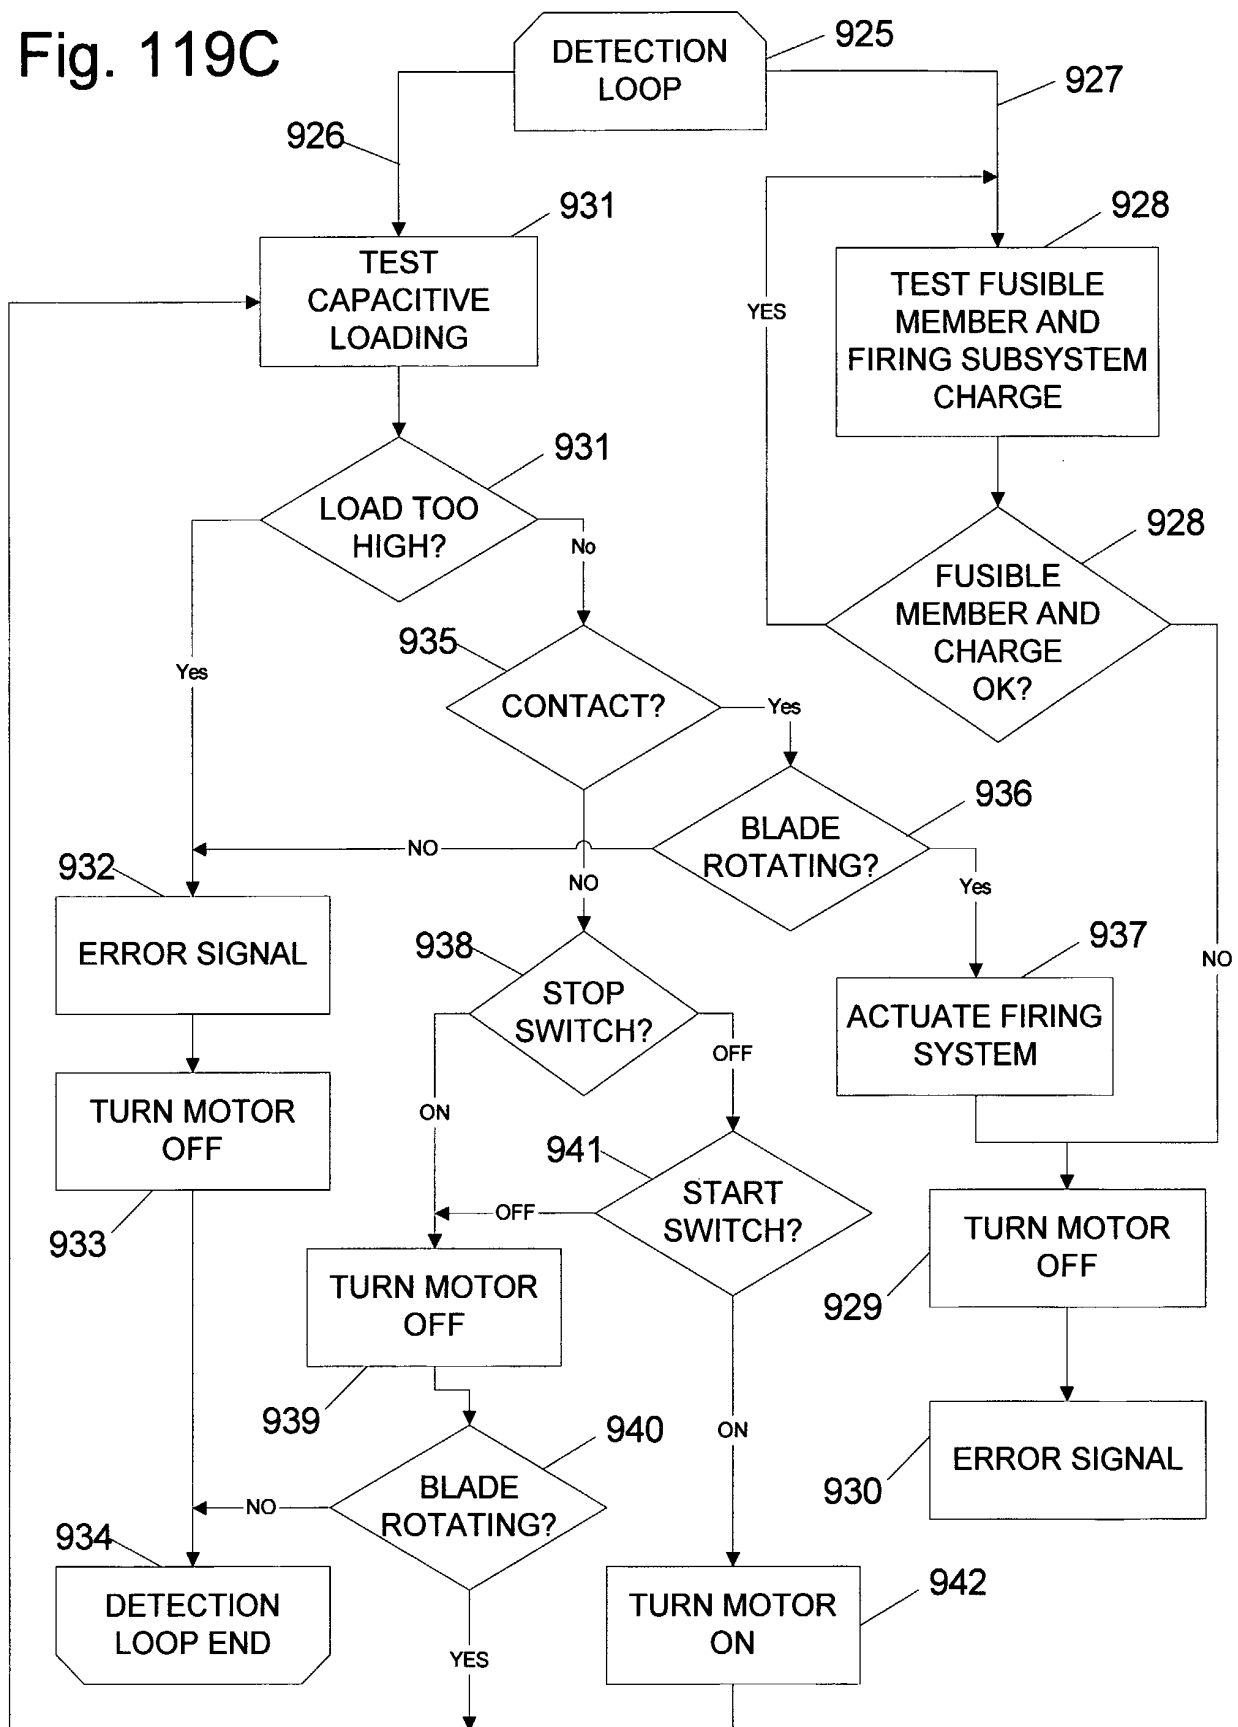 Fig. 119C
DETECTION
LOOP
925
927
926
931
TEST
CAPACITIVE
LOADING
928
TEST FUSIBLE
MEMBER AND
FIRING SUBSYSTEM
CHARGE
YES
931
LOAD TOO
HIGH?
No
Yes
928
FUSIBLE
MEMBER AND
CHARGE
OK?
NO
935
CONTACT?
Yes
NO
936
BLADE
ROTATING?
NO
Yes
932
ERROR SIGNAL
938
STOP
SWITCH?
OFF
ON
937
ACTUATE FIRING
SYSTEM
TURN MOTOR
OFF
933
941
START
SWITCH?
OFF
ON
TURN MOTOR
OFF
929
TURN MOTOR
OFF
939
940
BLADE
ROTATING?
NO
YES
ERROR SIGNAL
930
934
DETECTION
LOOP END
942
TURN MOTOR
ON